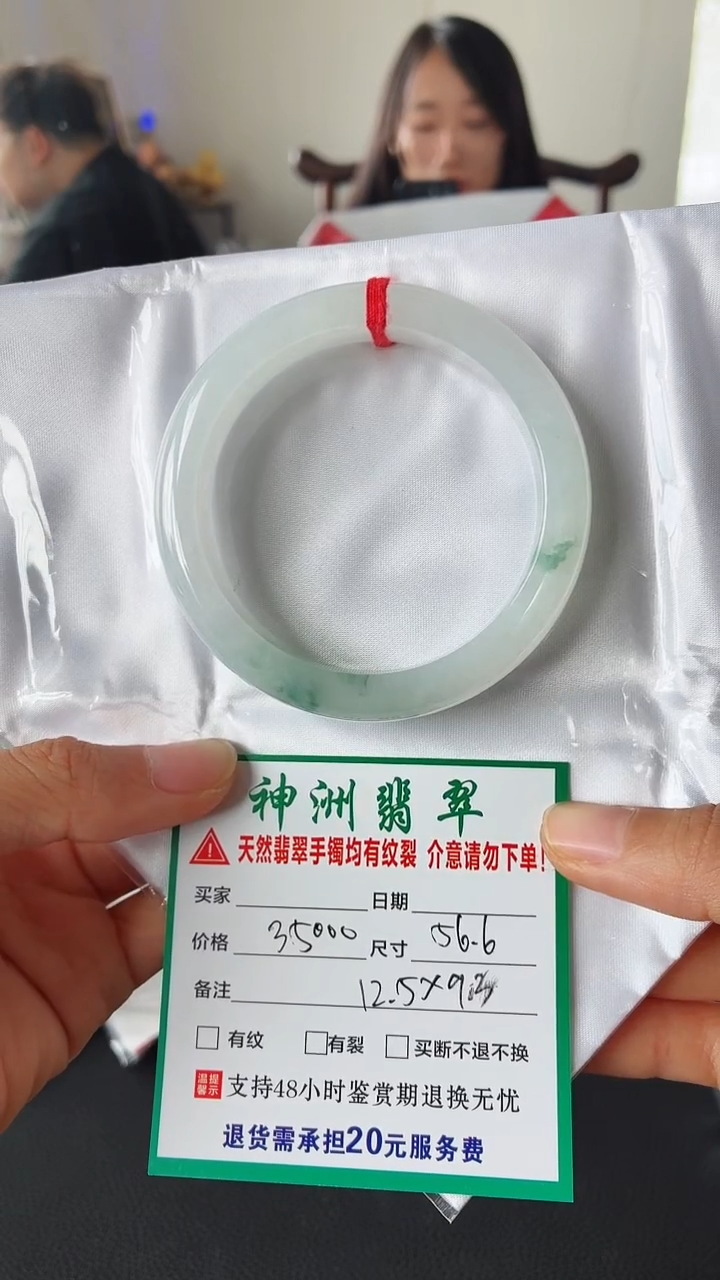 神洲翡翠
天然翡翠手镯均有纹裂 介意请勿下单!
买家 日期
价格 35000 尺寸 56.6
备注 12.5×9
有纹 有裂 买断不退不换
温馨提示 支持48小时鉴赏期退换无忧
退货需承担20元服务费